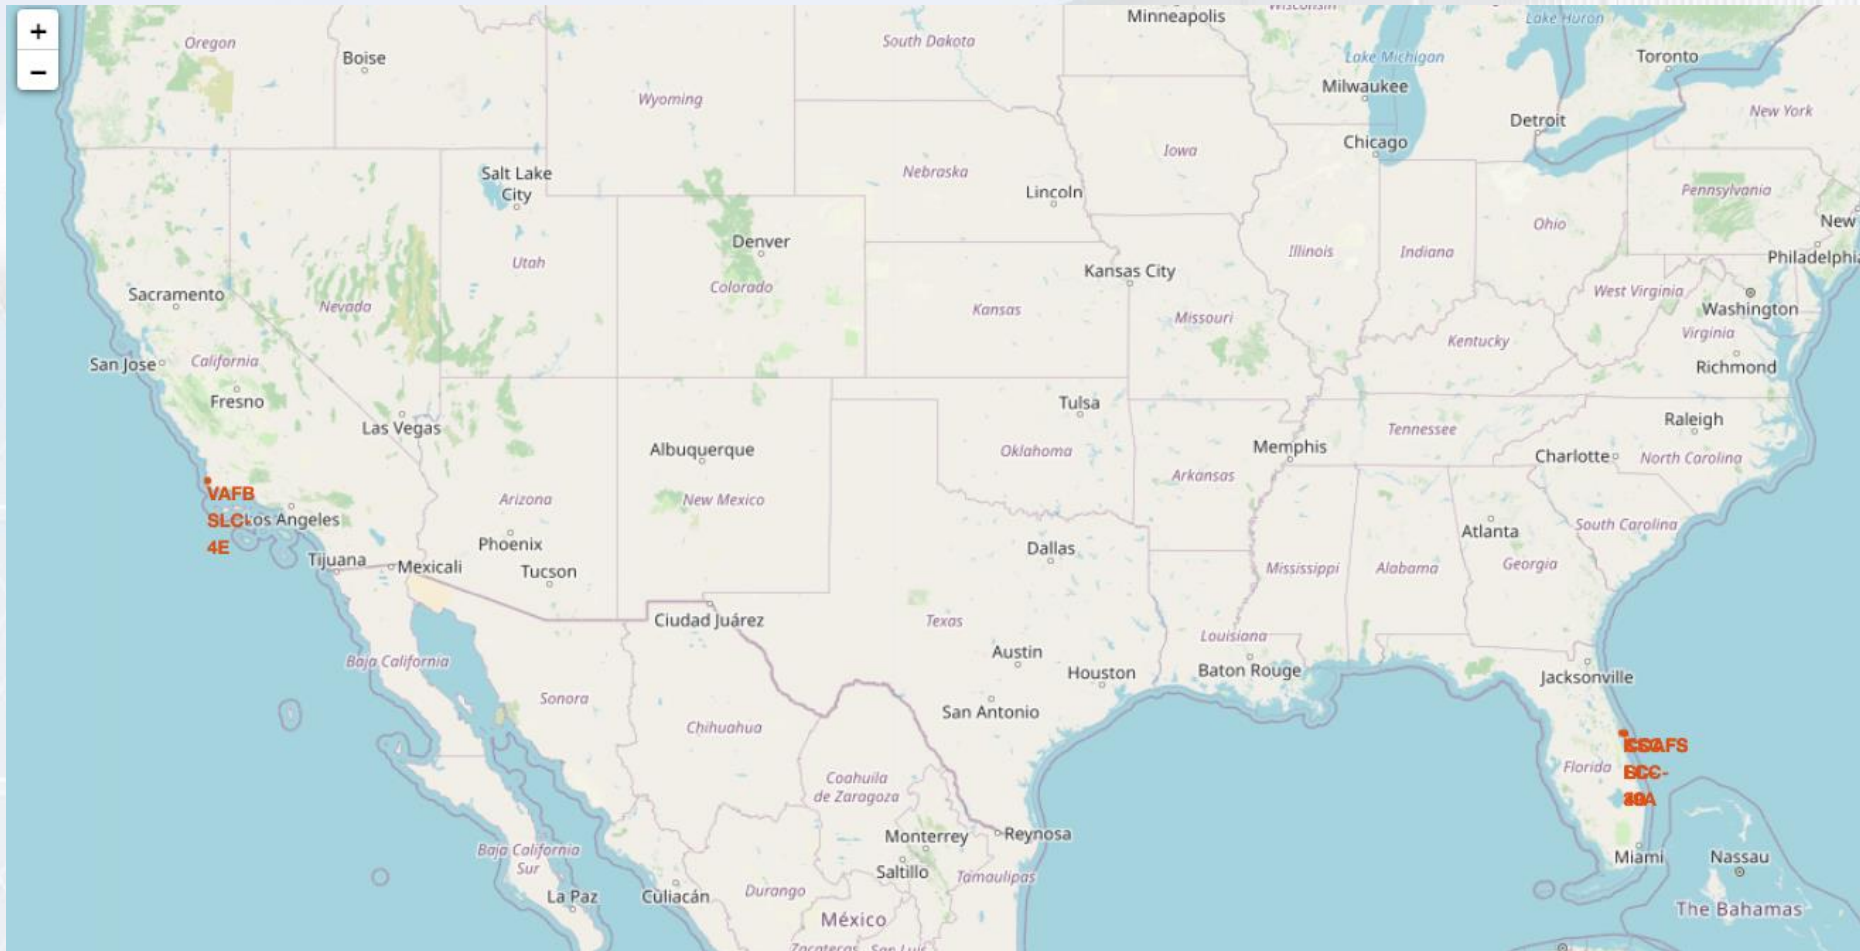 +
−
Oregon
Boise
South Dakota
Minneapolis
Wisconsin
Lake Huron
Lake Michigan
Toronto
Wyoming
Milwaukee
New York
Detroit
Chicago
Iowa
Nebraska
Salt Lake
City
Lincoln
Pennsylvania
New
Ohio
Denver
Illinois
Indiana
Philadelphia
Utah
Kansas City
Colorado
Sacramento
Nevada
Kansas
Missouri
West Virginia
Washington
Virginia
Kentucky
San Jose
California
Richmond
Fresno
Las Vegas
Tulsa
Raleigh
Tennessee
Albuquerque
Oklahoma
Memphis
Charlotte
North Carolina
Arkansas
VAFB
SLC-
4E
Los Angeles
Arizona
New Mexico
South Carolina
Atlanta
Phoenix
Dallas
Tijuana
Mexicali
Tucson
Mississippi
Alabama
Georgia
Ciudad Juárez
Texas
Louisiana
Austin
Baja California
Houston
Baton Rouge
Jacksonville
Sonora
San Antonio
Chihuahua
Florida
Coahuila
de Zaragoza
Monterrey
Reynosa
Baja California
Sur
Saltillo
Tamaulipas
Miami
Nassau
La Paz
Culiacán
Durango
México
The Bahamas
Zacatecas
San Luis